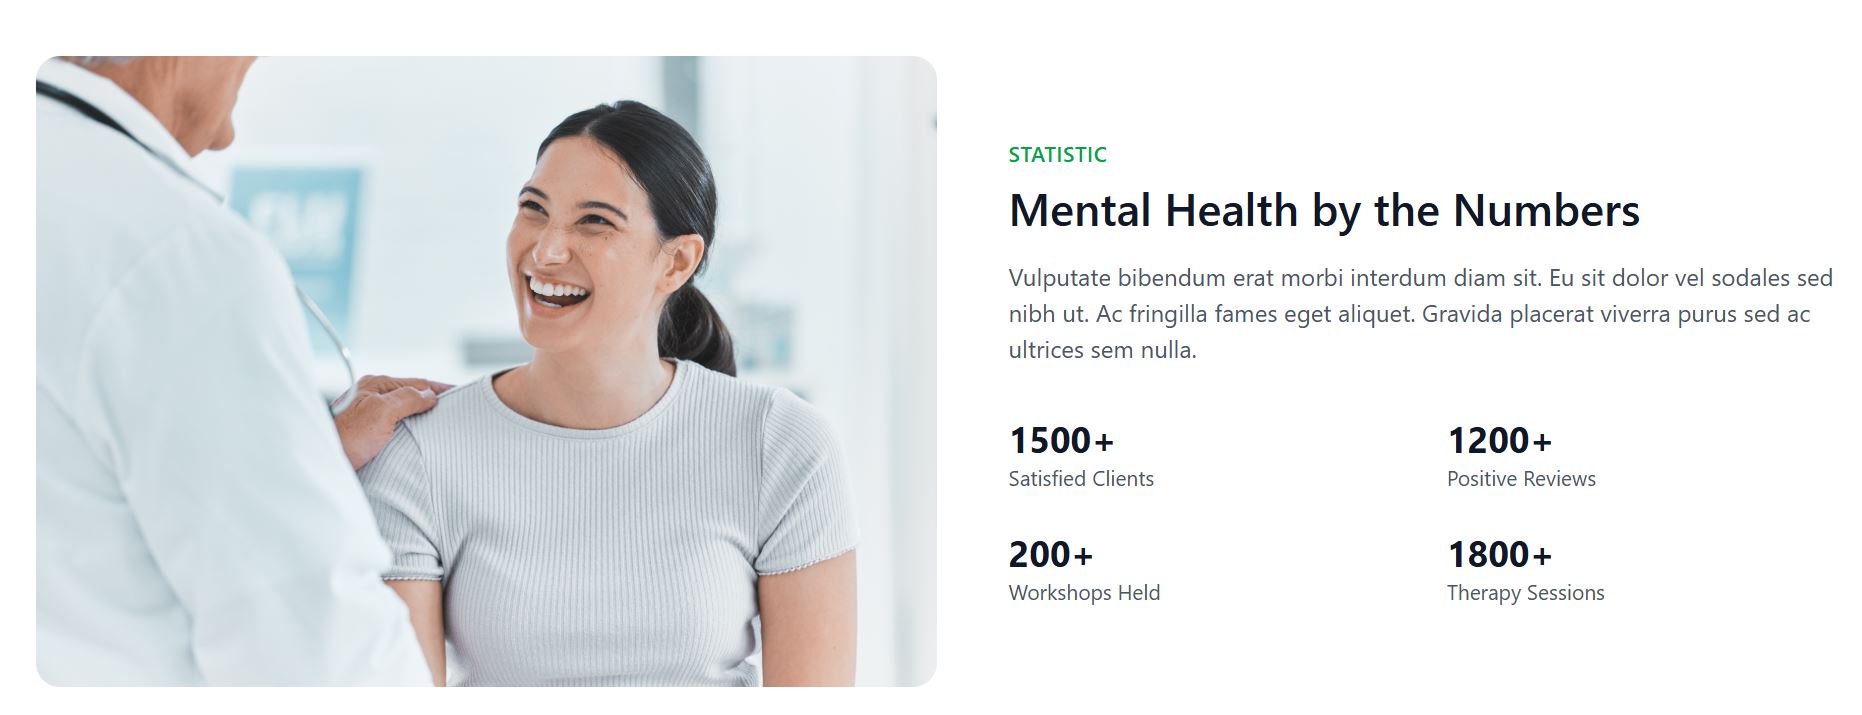 STATISTIC
Mental Health by the Numbers
Vulputate bibendum erat morbi interdum diam sit. Eu sit dolor vel sodales sed
nibh ut. Ac fringilla fames eget aliquet. Gravida placerat viverra purus sed ac
ultrices sem nulla.
1500+
Satisfied Clients
1200+
Positive Reviews
200+
Workshops Held
1800+
Therapy Sessions